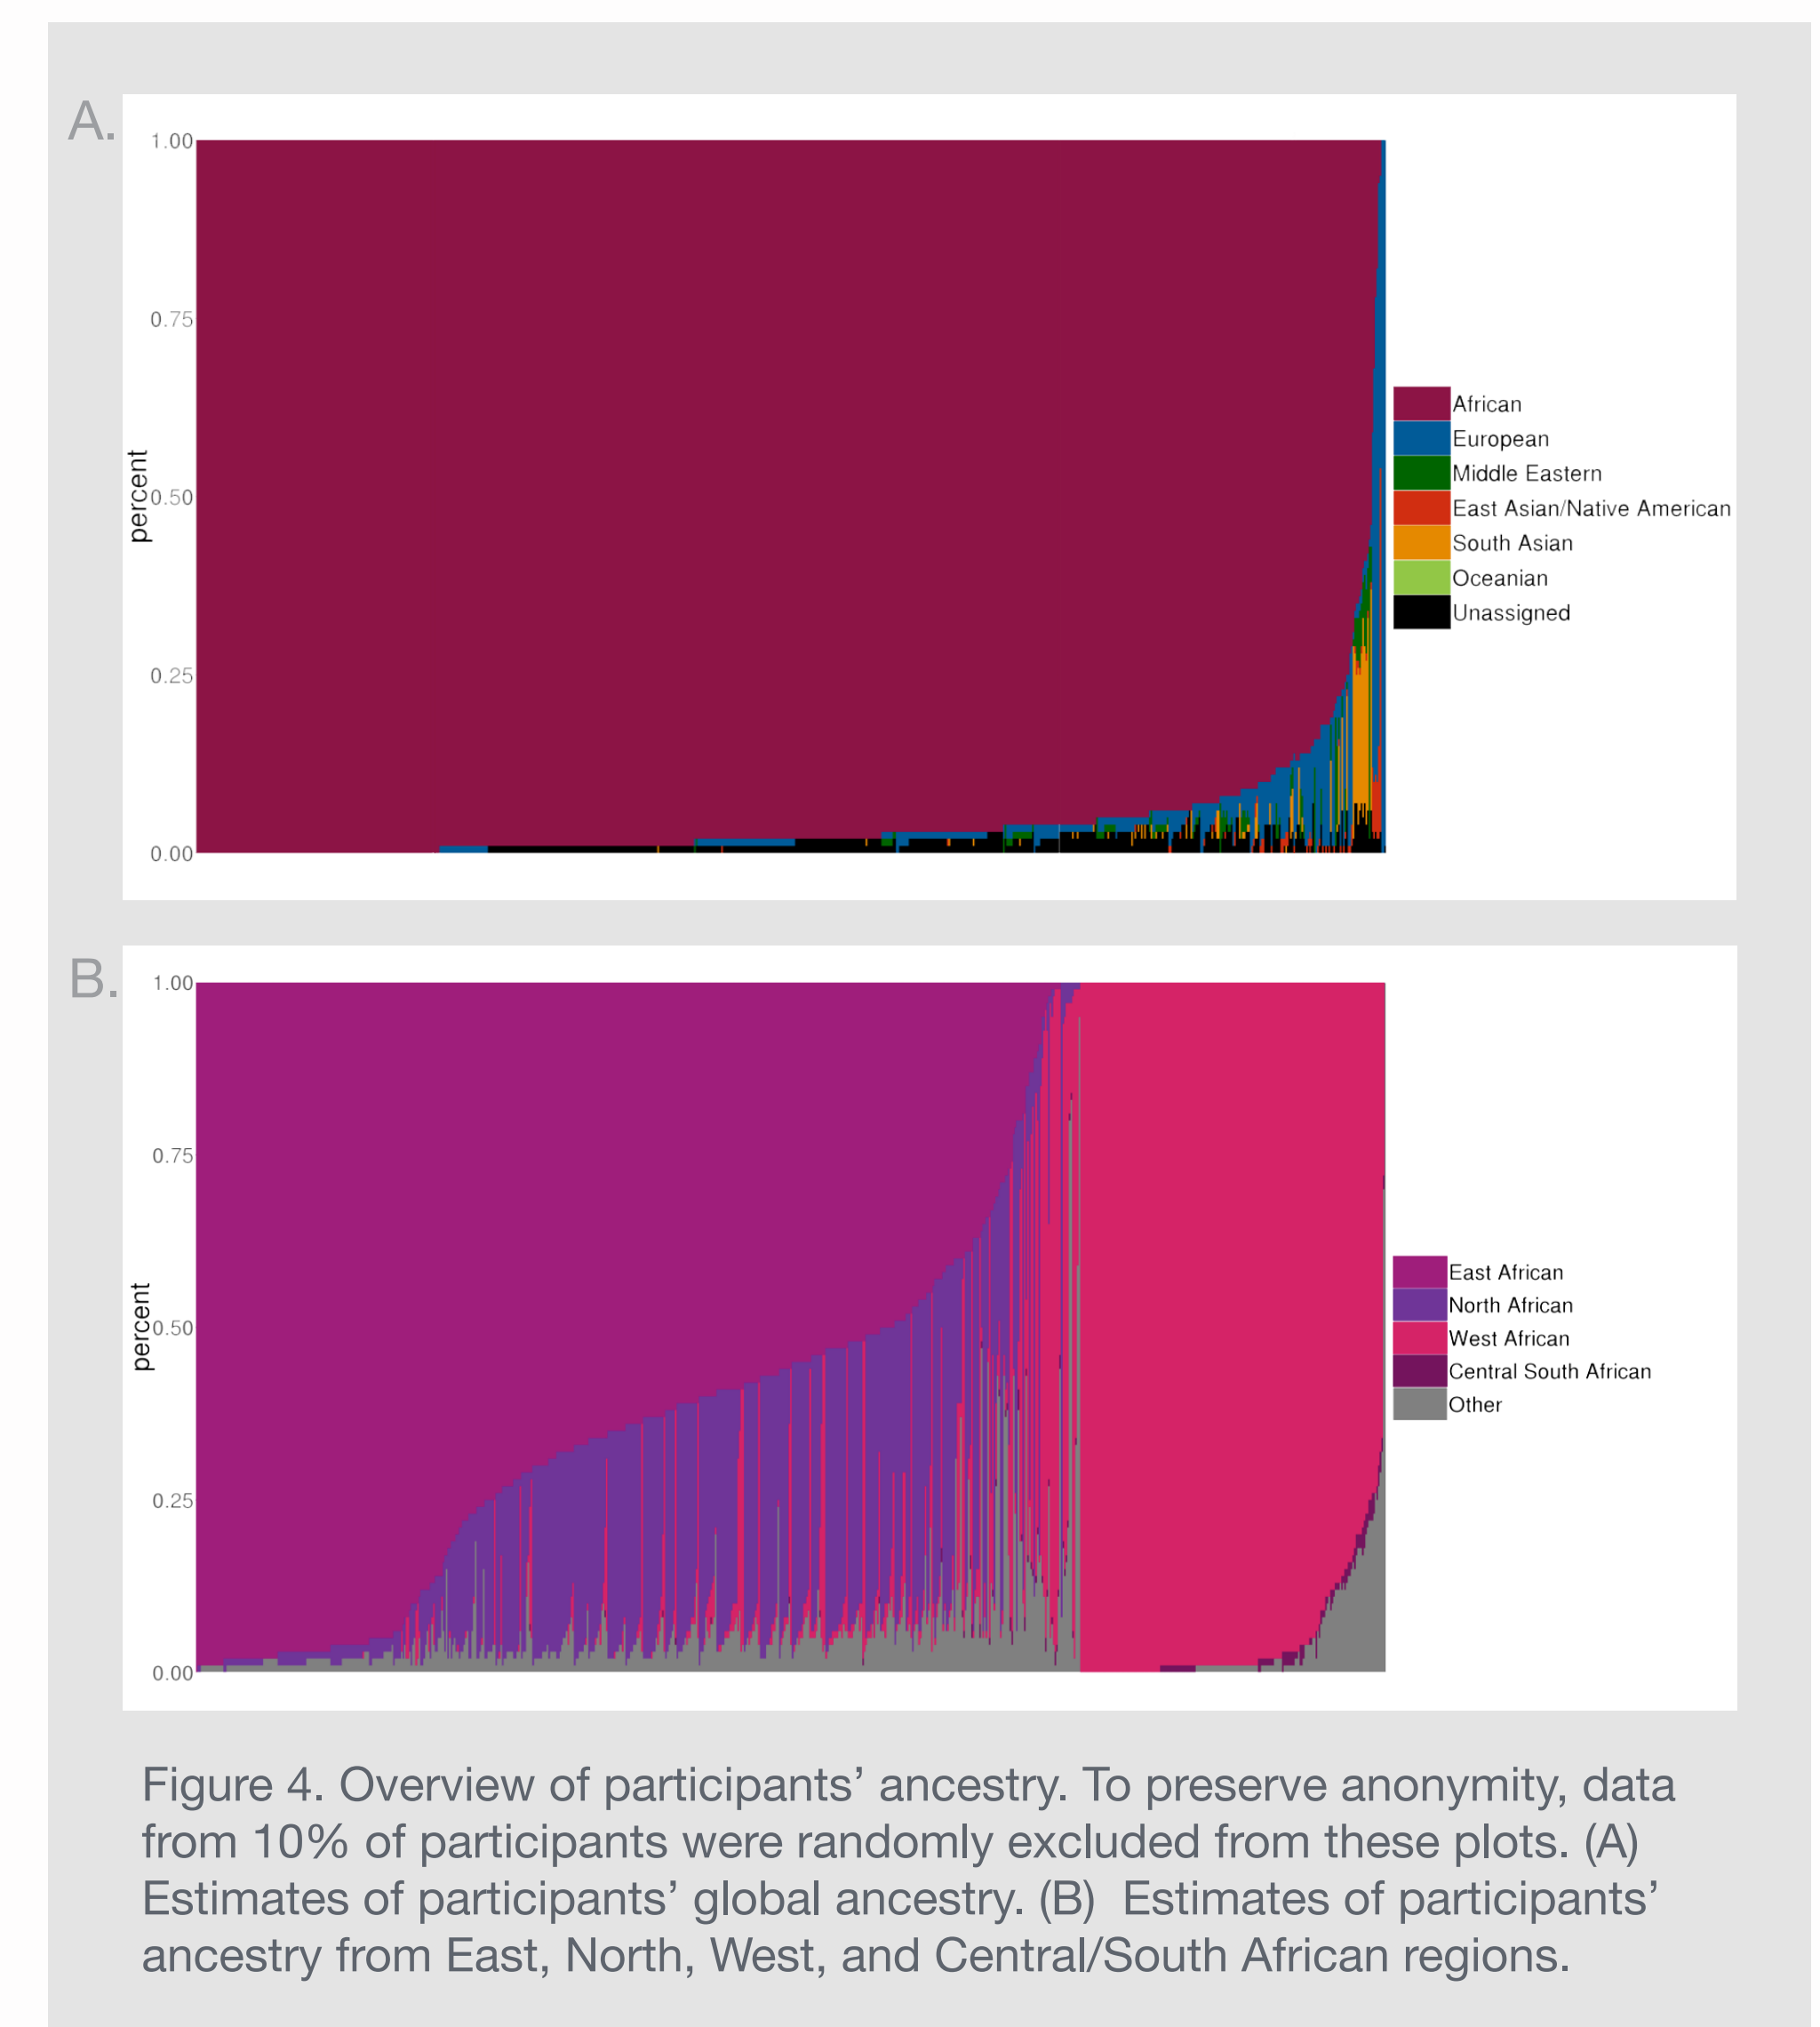 A.
1.00
0.75
0.50
0.25
0.00
percent
African
European
Middle Eastern
East Asian/Native American
South Asian
Oceanian
Unassigned
B.
1.00
0.75
0.50
0.25
0.00
percent
East African
North African
West African
Central South African
Other
Figure 4. Overview of participants’ ancestry. To preserve anonymity, data
from 10% of participants were randomly excluded from these plots. (A)
Estimates of participants’ global ancestry. (B)  Estimates of participants’
ancestry from East, North, West, and Central/South African regions.